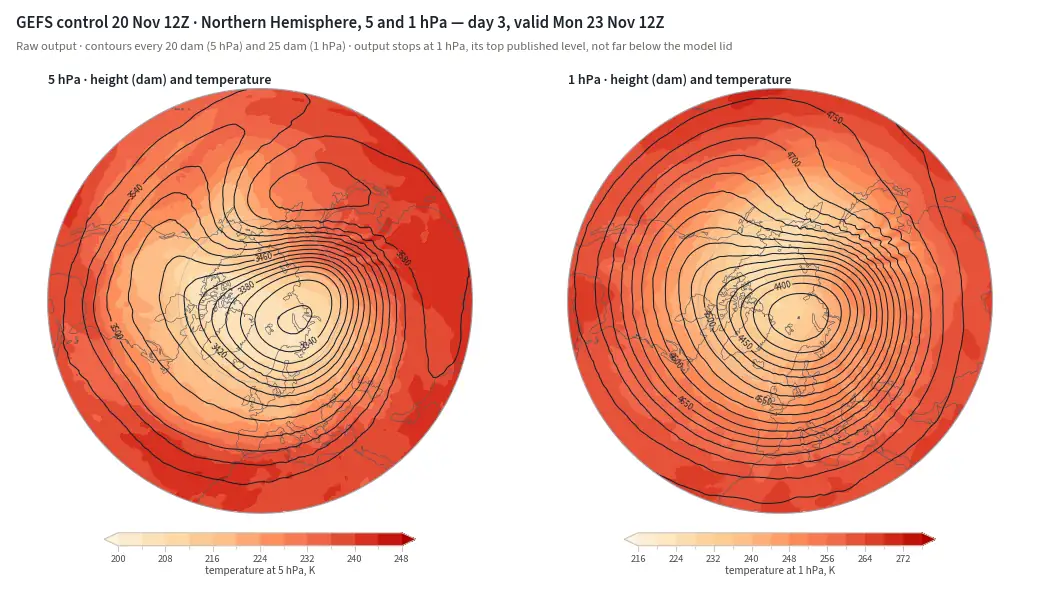 GEFS control 20 Nov 12Z · Northern Hemisphere, 5 and 1 hPa — day 3, valid Mon 23 Nov 12Z
Raw output · contours every 20 dam (5 hPa) and 25 dam (1 hPa) · output stops at 1 hPa, its top published level, not far below the model lid
5 hPa · height (dam) and temperature
1 hPa · height (dam) and temperature
3540
3460
3580
3380
3420
4750
4700
4400
4450
4650
200 208 216 224 232 240 248
temperature at 5 hPa, K
216 224 232 240 248 256 264 272
temperature at 1 hPa, K